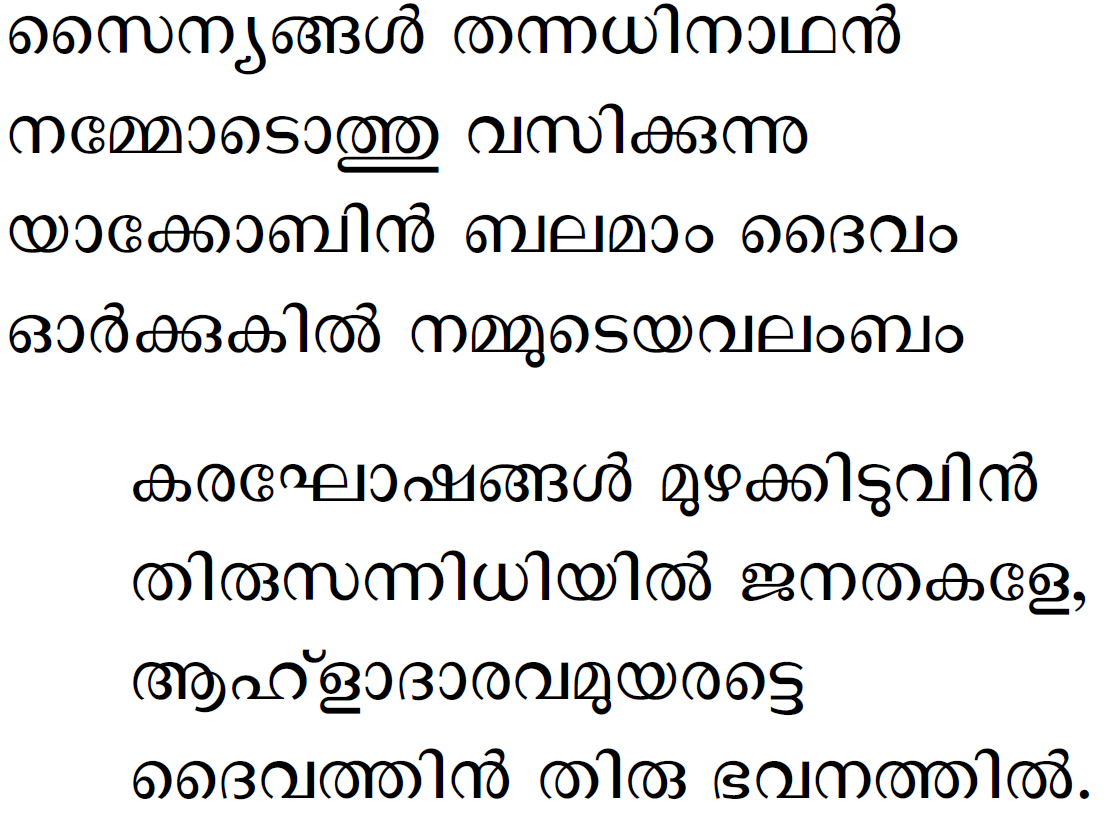 സൈന്യങ്ങൾ തന്നധിനാഥൻ
നമ്മോടൊത്തു വസിക്കുന്നു
യാക്കോബിൻ ബലമാം ദൈവം
ഓർക്കുകിൽ നമ്മുടെയവലംബം
കരഘോഷങ്ങൾ മുഴക്കിടുവിൻ
തിരുസന്നിധിയിൽ ജനതകളേ,
ആഹ്ളാദാരവമുയരട്ടെ
ദൈവത്തിൻ തിരു ഭവനത്തിൽ.